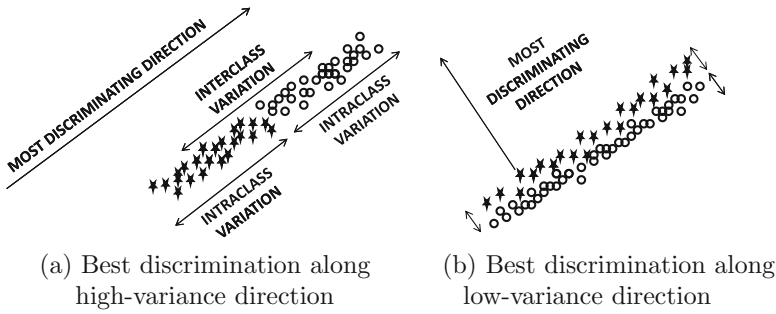 MOST DISCRIMINATING DIRECTION
INTERCLASS
VARIATION
INTRACLASS
VARIATION
INTRACLASS
VARIATION
MOST
DISCRIMINATING
DIRECTION
(a) Best discrimination along
high-variance direction
(b) Best discrimination along
low-variance direction